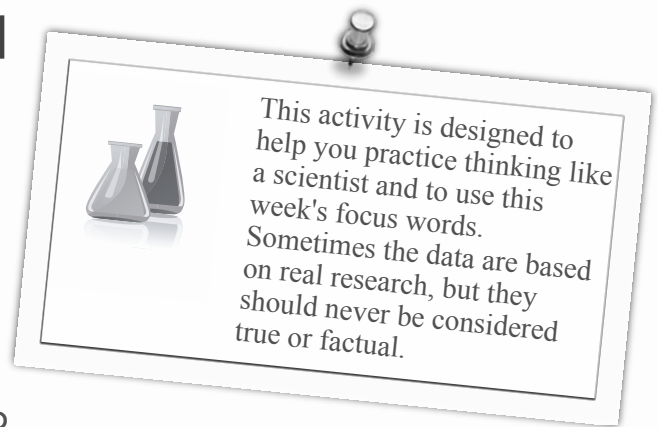 This activity is designed to
help you practice thinking like
a scientist and to use this
week's focus words.
Sometimes the data are based
on real research, but they
should never be considered
true or factual.